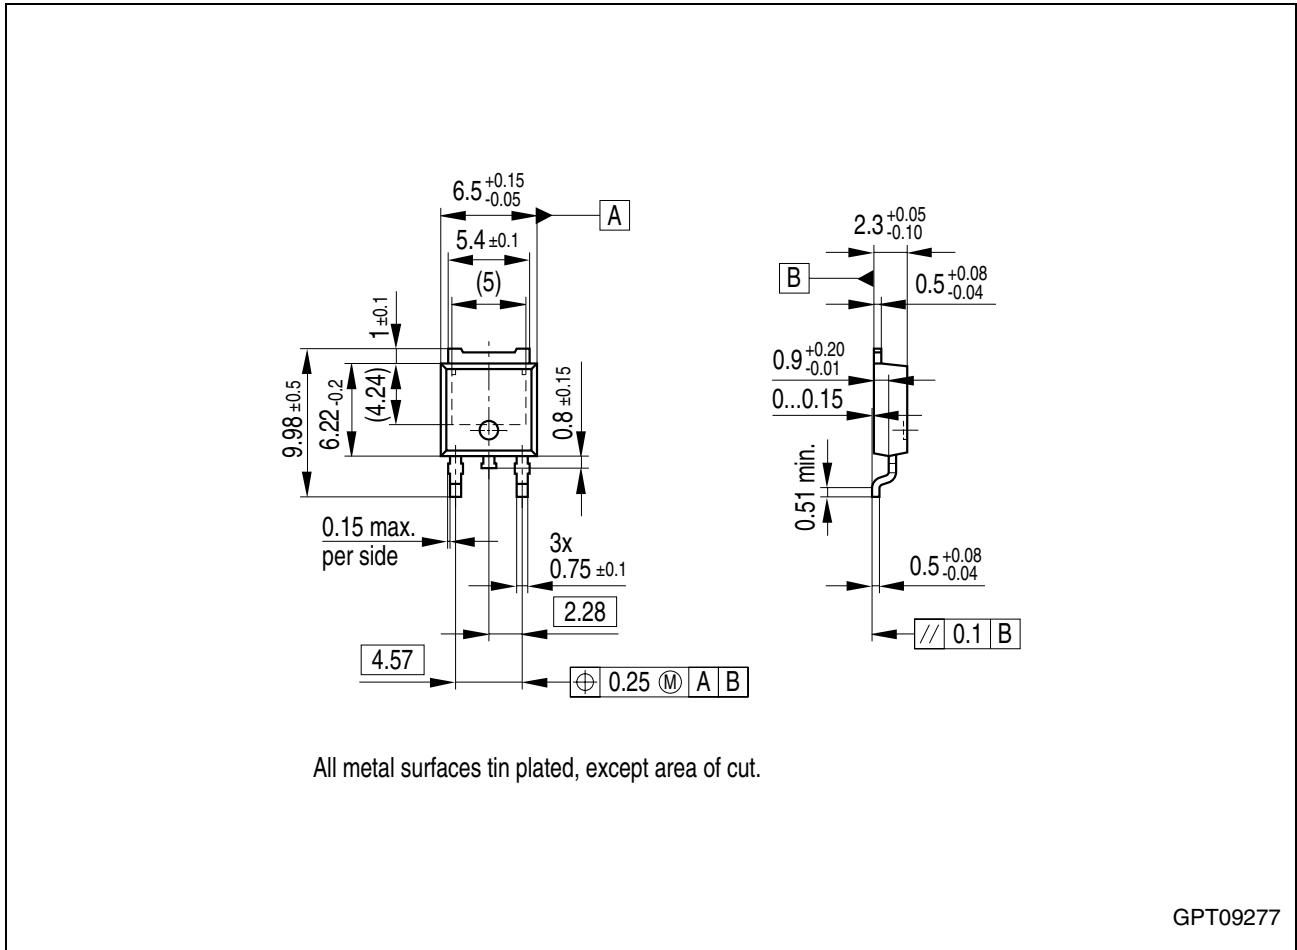 6.5 +0.15 -0.05
A
5.4 ±0.1
(5)
1 ±0.1
9.98 ±0.5
6.22 -0.2
(4.24)
0.8 ±0.15
0.15 max.
per side
3x
0.75 ±0.1
2.28
4.57
⌖ 0.25 Ⓜ A B
2.3 +0.05 -0.10
B
0.5 +0.08 -0.04
0.9 +0.20 -0.01
0...0.15
0.51 min.
0.5 +0.08 -0.04
// 0.1 B
All metal surfaces tin plated, except area of cut.
GPT09277